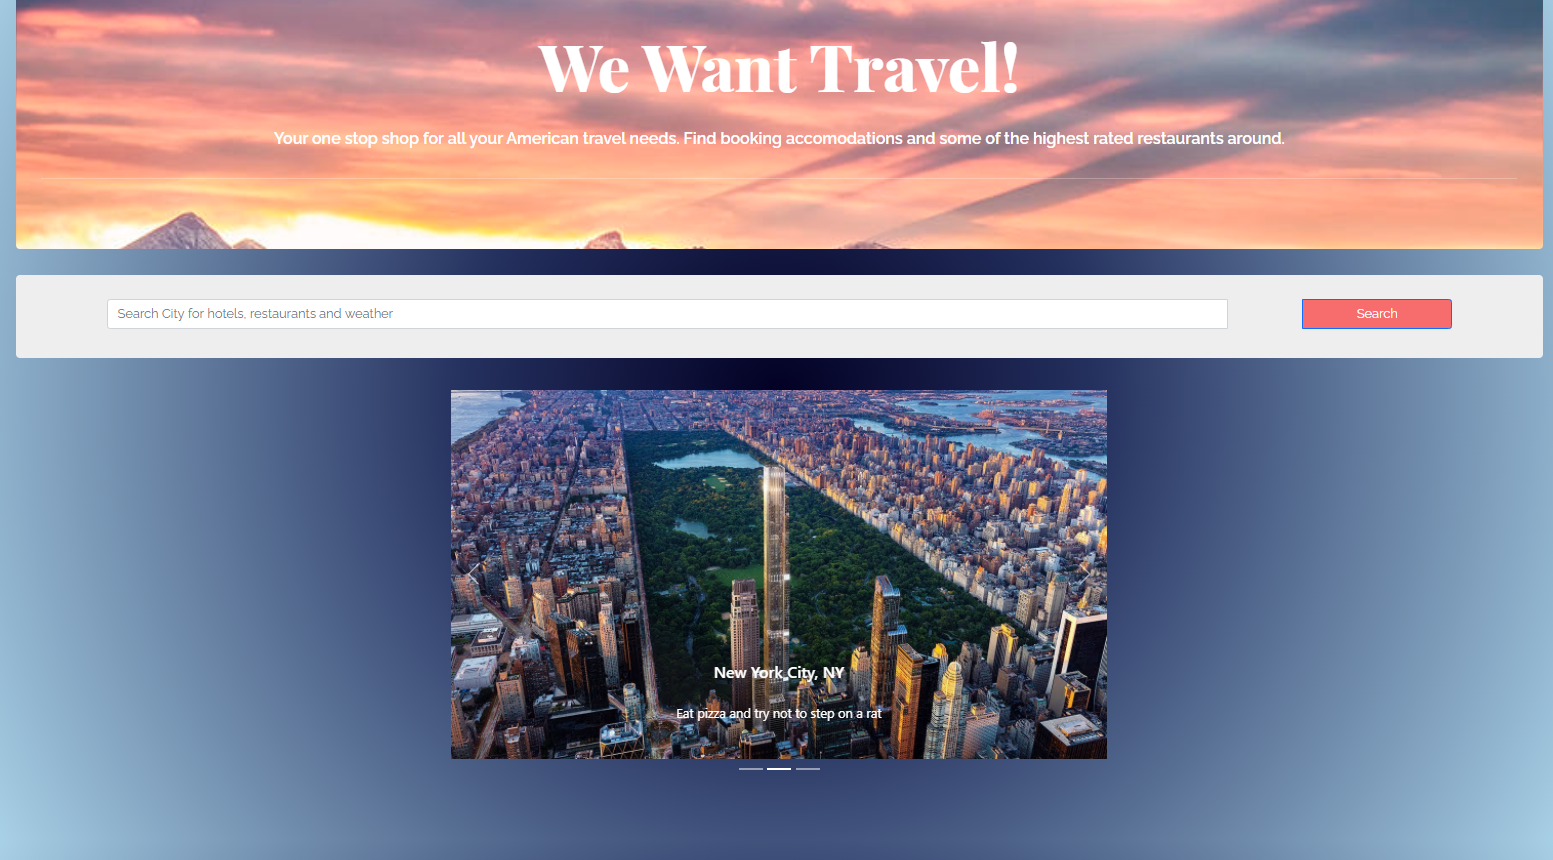 We Want Travel!
Your one stop shop for all your American travel needs. Find booking accomodations and some of the highest rated restaurants around.
Search City for hotels, restaurants and weather
Search
New York City, NY
Eat pizza and try not to step on a rat